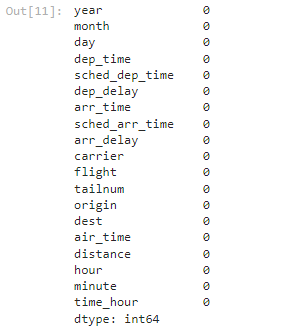 Out[11]: year 0
month 0
day 0
dep_time 0
sched_dep_time 0
dep_delay 0
arr_time 0
sched_arr_time 0
arr_delay 0
carrier 0
flight 0
tailnum 0
origin 0
dest 0
air_time 0
distance 0
hour 0
minute 0
time_hour 0
dtype: int64